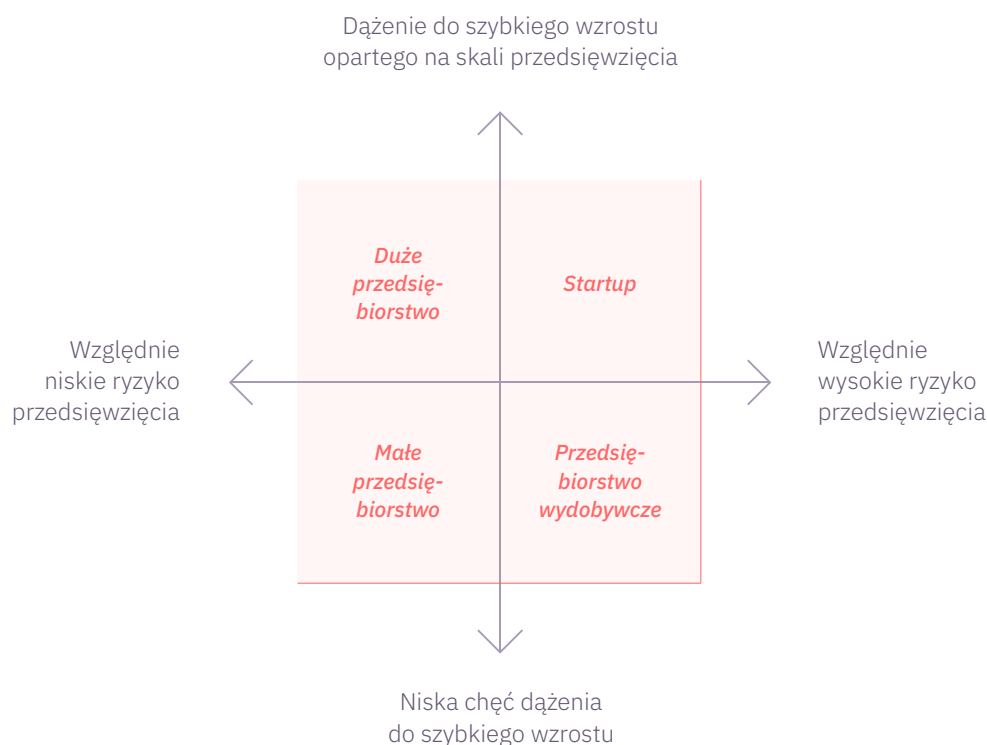 Dążenie do szybkiego wzrostu
opartego na skali przedsięwzięcia
Duże
przedsię-
biorstwo
Startup
Względnie
niskie ryzyko
przedsięwzięcia
Względnie
wysokie ryzyko
przedsięwzięcia
Małe
przedsię-
biorstwo
Przedsię-
biorstwo
wydobywcze
Niska chęć dążenia
do szybkiego wzrostu